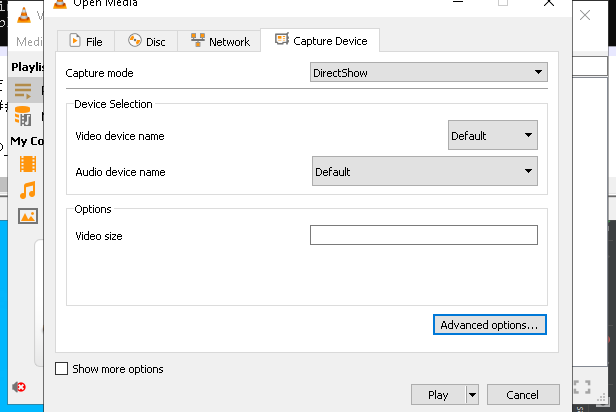 Open Media
V
Medi
File
Disc
Network
Capture Device
Playlis
Capture mode
DirectShow
Device Selection
Video device name
Default
My Co
Audio device name
Default
Options
Video size
Advanced options...
Show more options
Play
Cancel